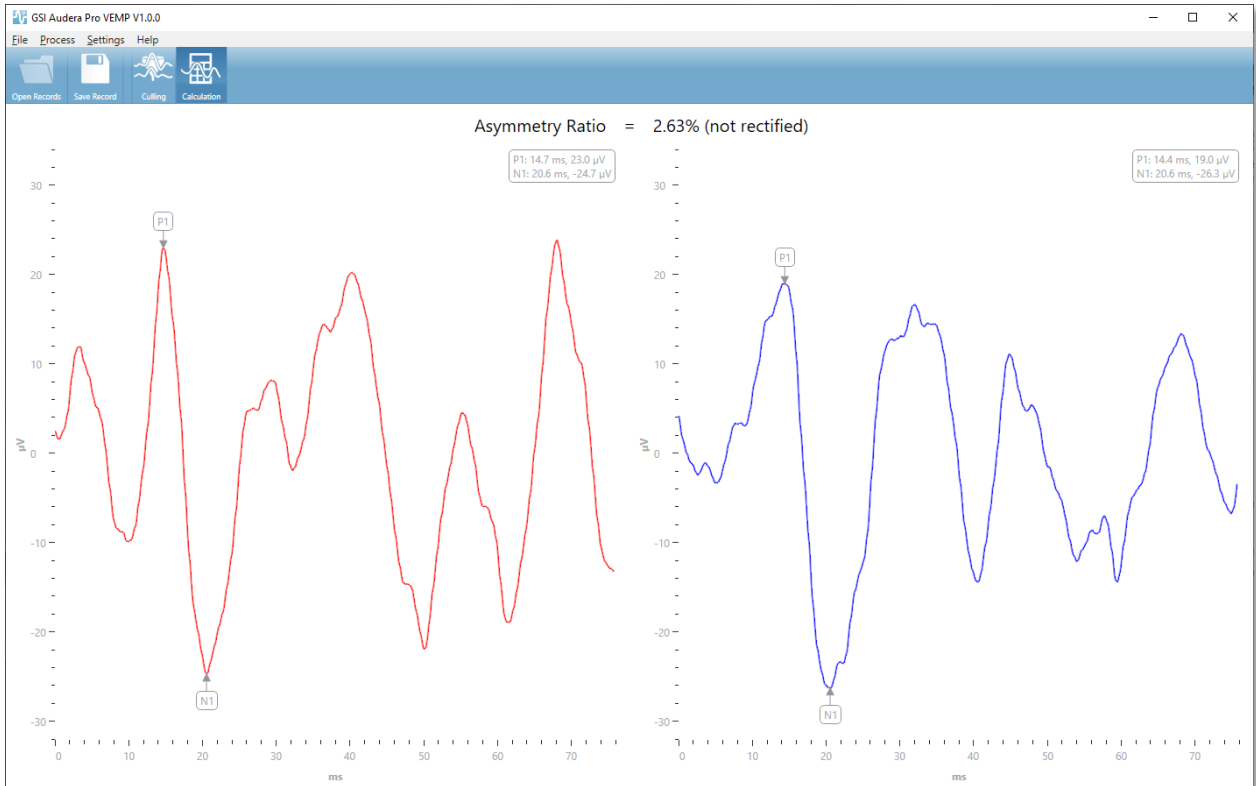 GSI Audera Pro VEMP V1.0.0
File Process Settings Help
Open Records Save Record Culling Calculation
Asymmetry Ratio = 2.63% (not rectified)
P1: 14.7 ms, 23.0 µV
N1: 20.6 ms, -24.7 µV
30
20
10
0
-10
-20
-30
µV
P1
N1
0 10 20 30 40 50 60 70
ms
P1: 14.4 ms, 19.0 µV
N1: 20.6 ms, -26.3 µV
30
20
10
0
-10
-20
-30
µV
P1
N1
0 10 20 30 40 50 60 70
ms